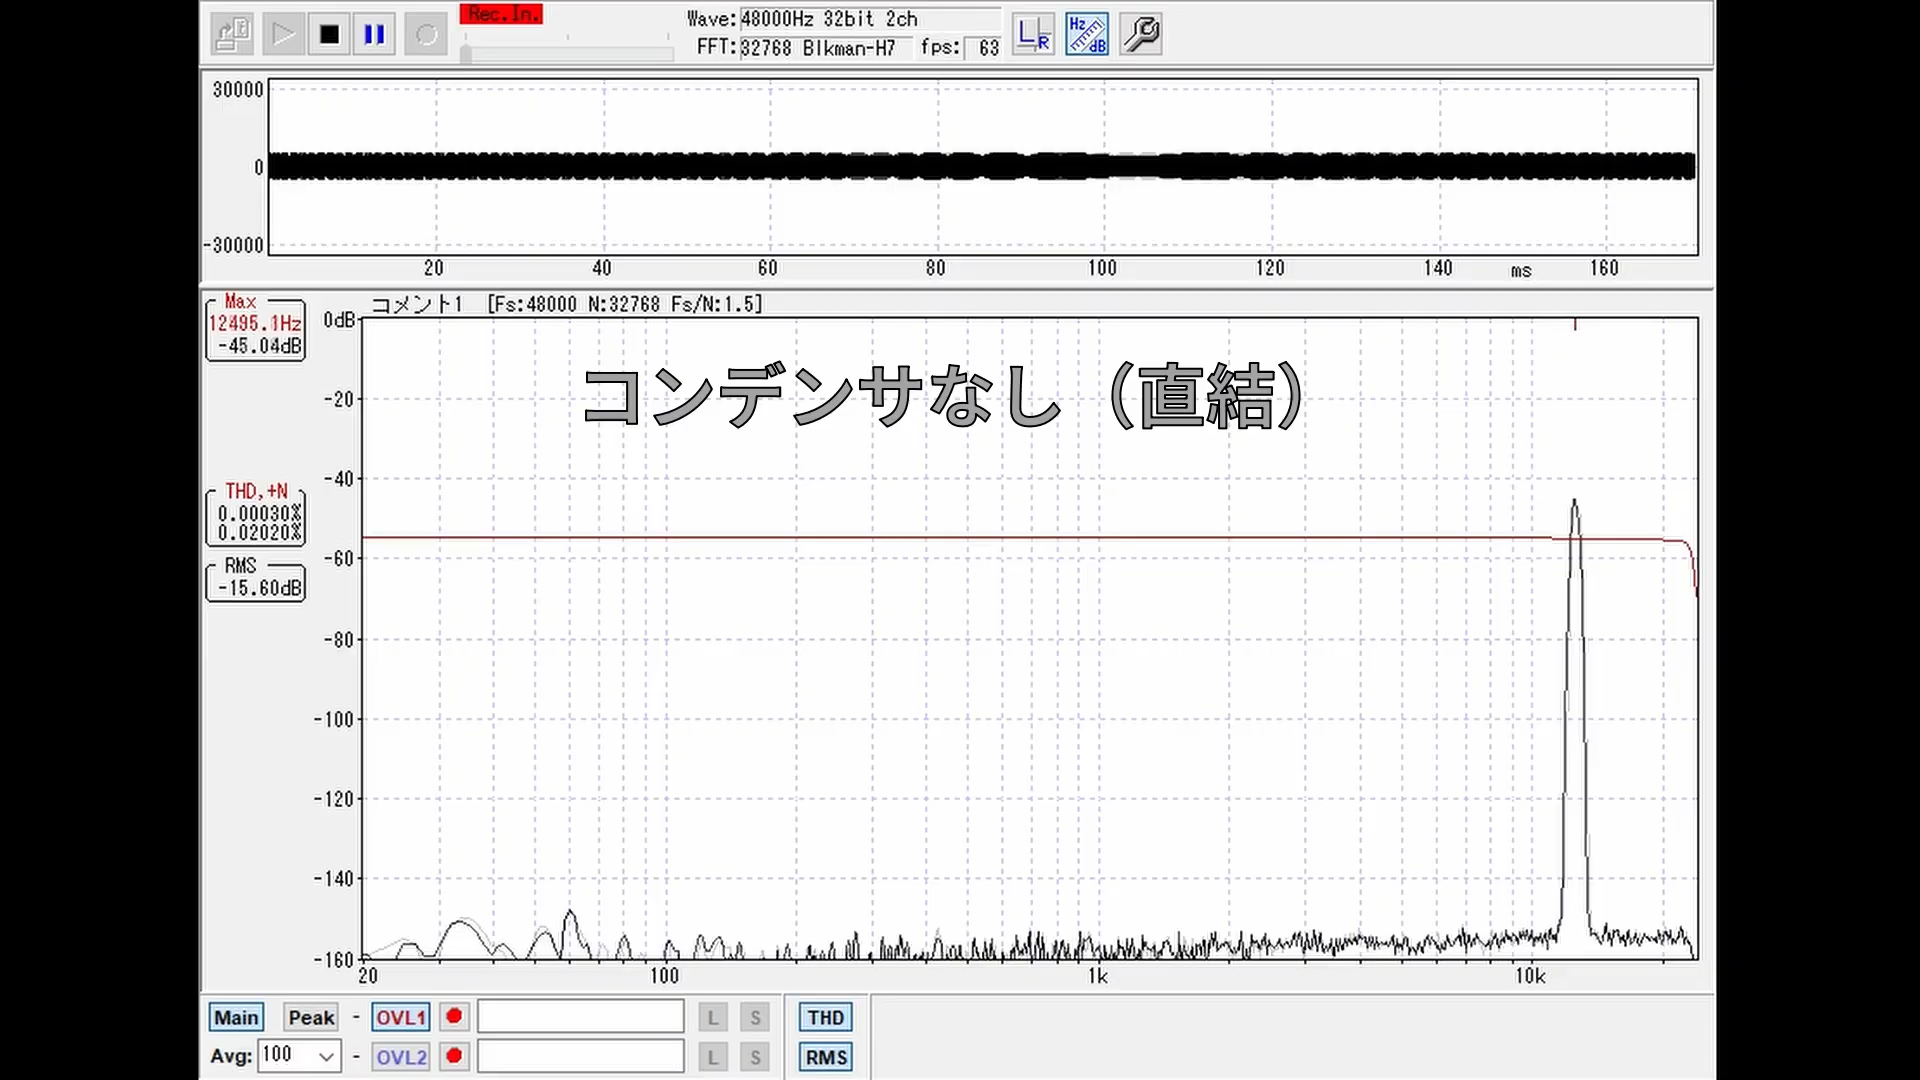 Rec.In.
Wave: 48000Hz 32bit 2ch
FFT: 32768 Blkman-H7 fps: 63
L R
Hz dB
30000
0
-30000
20 40 60 80 100 120 140 ms 160
Max
12495.1Hz
-45.04dB
コメント1 [Fs:48000 N:32768 Fs/N:1.5]
コンデンサなし（直結）
0dB
-20
-40
-60
-80
-100
-120
-140
-160
THD,+N
0.00030%
0.02020%
RMS
-15.60dB
20 100 1k 10k
Main Peak - OVL1 L S THD
Avg: 100 - OVL2 L S RMS